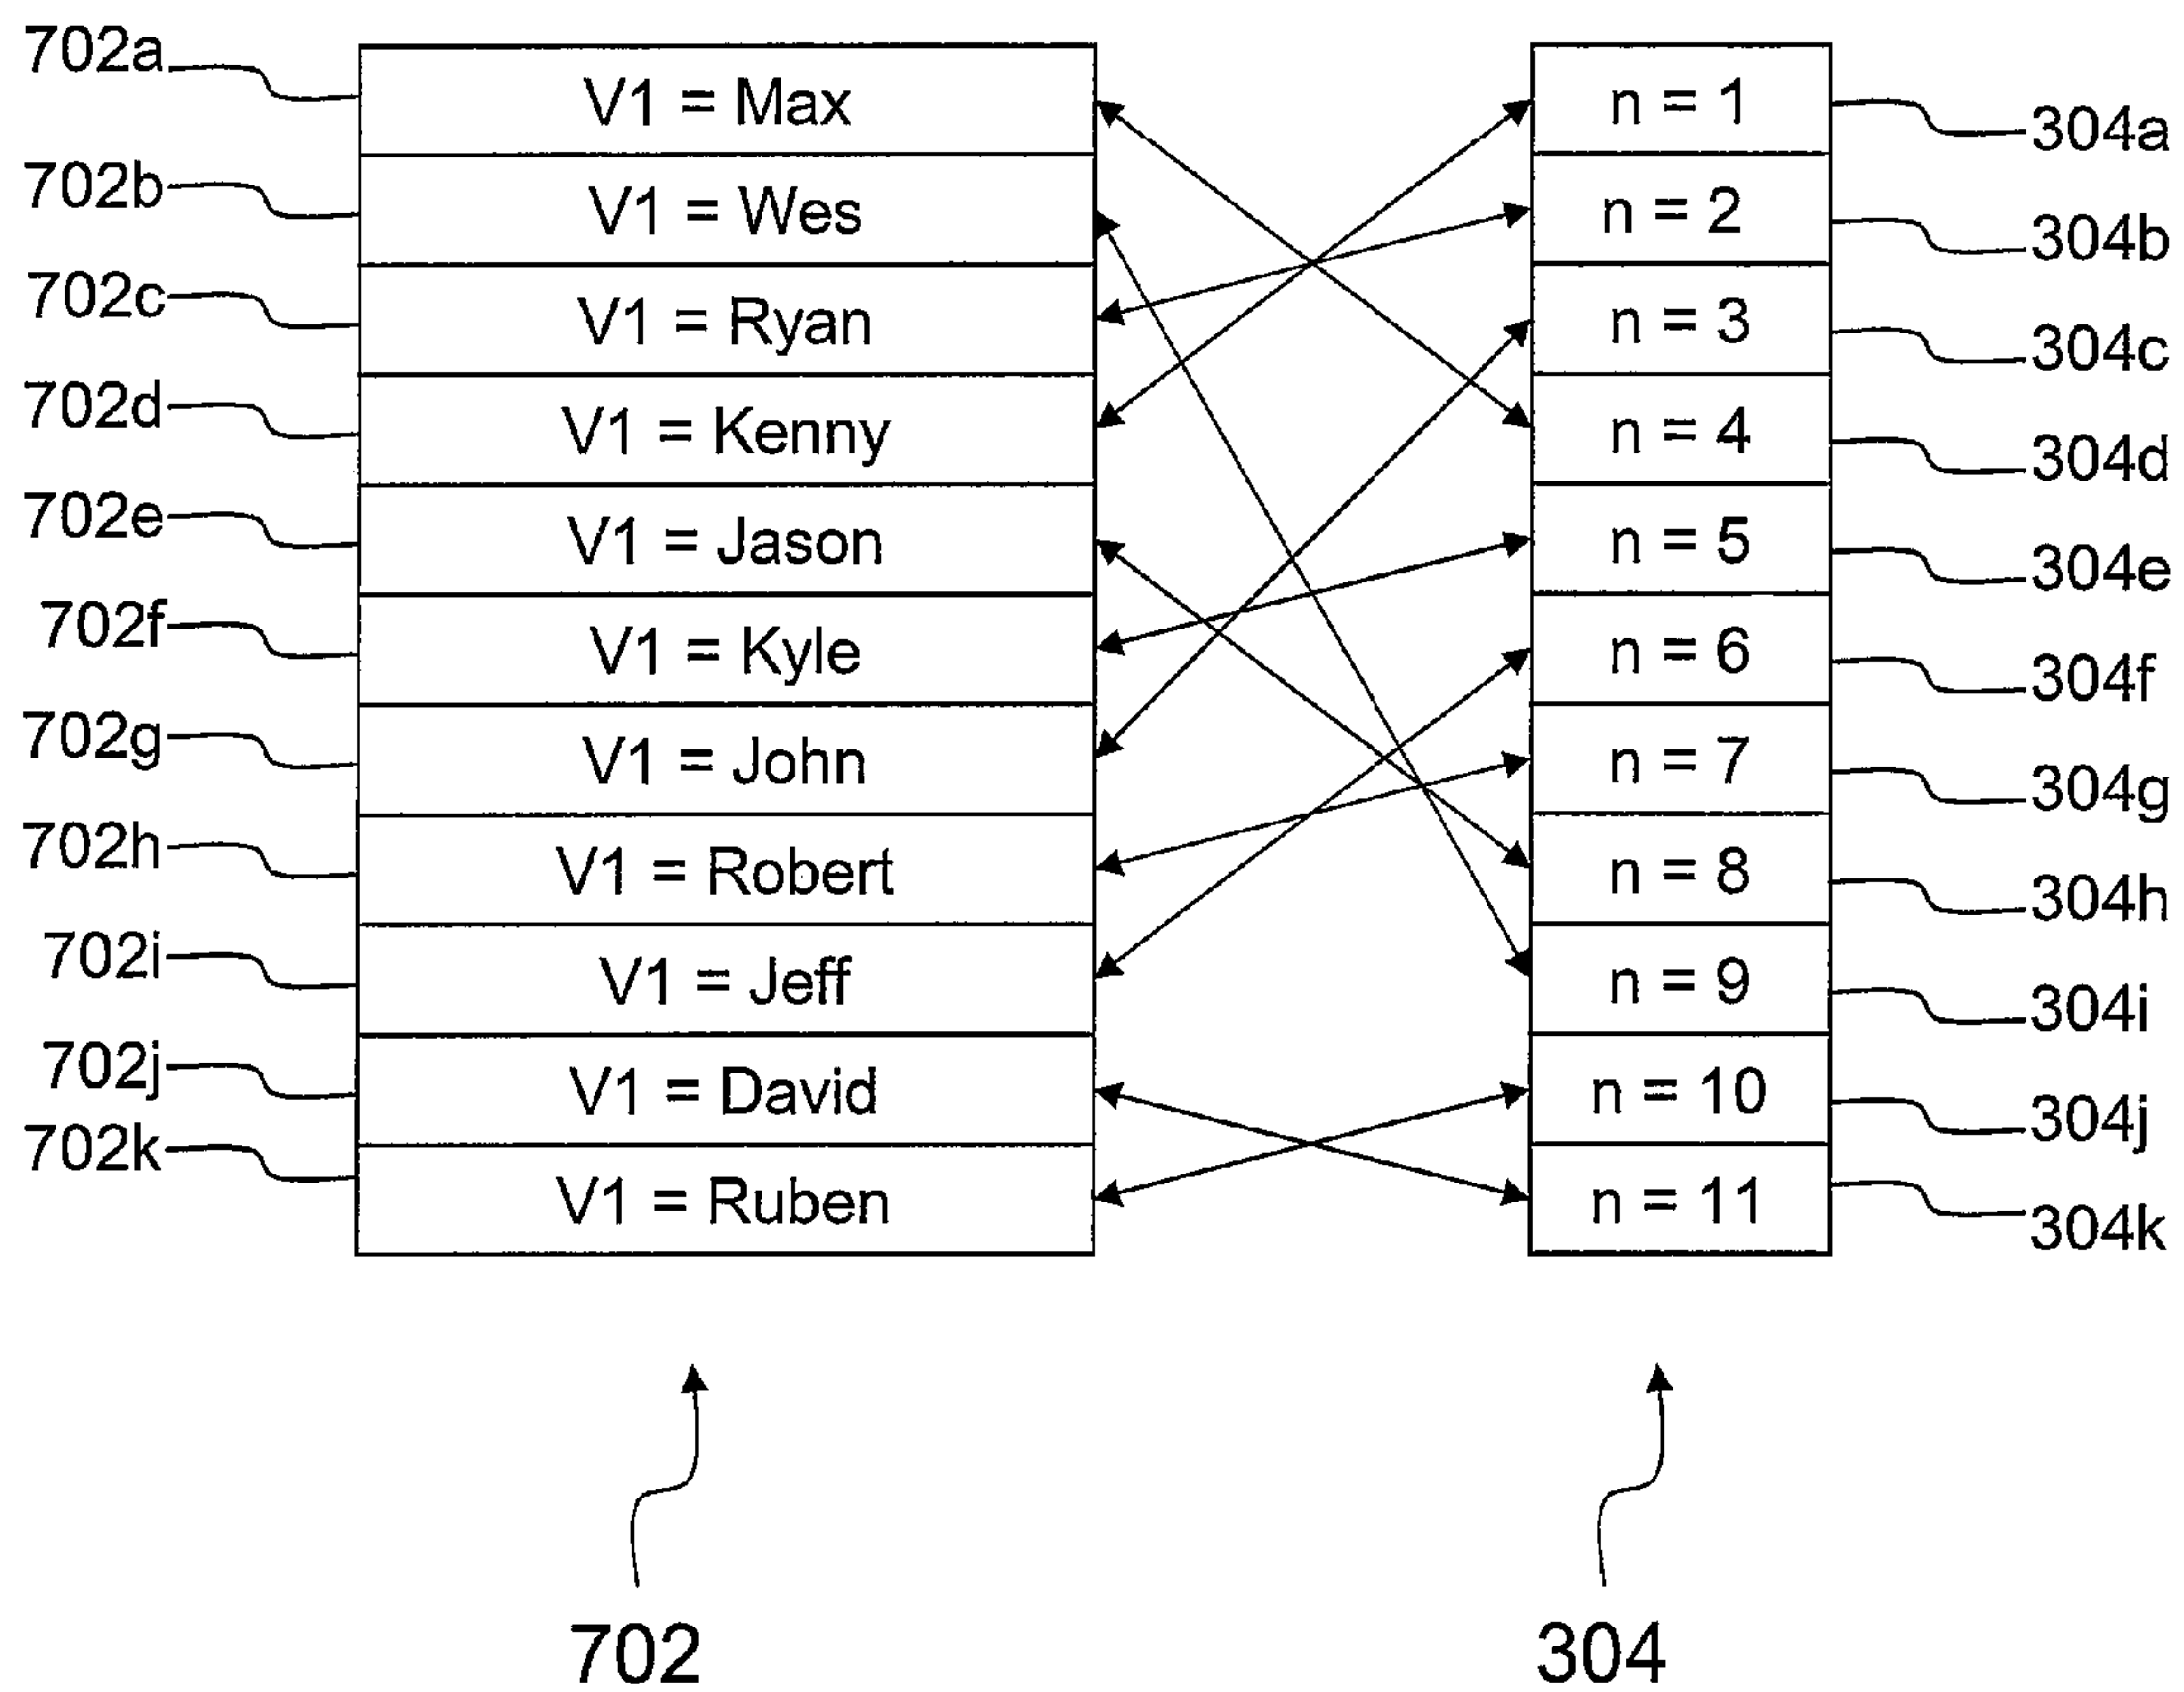 702a V1 = Max n = 1 304a
702b V1 = Wes n = 2 304b
702c V1 = Ryan n = 3 304c
702d V1 = Kenny n = 4 304d
702e V1 = Jason n = 5 304e
702f V1 = Kyle n = 6 304f
702g V1 = John n = 7 304g
702h V1 = Robert n = 8 304h
702i V1 = Jeff n = 9 304i
702j V1 = David n = 10 304j
702k V1 = Ruben n = 11 304k
702 304